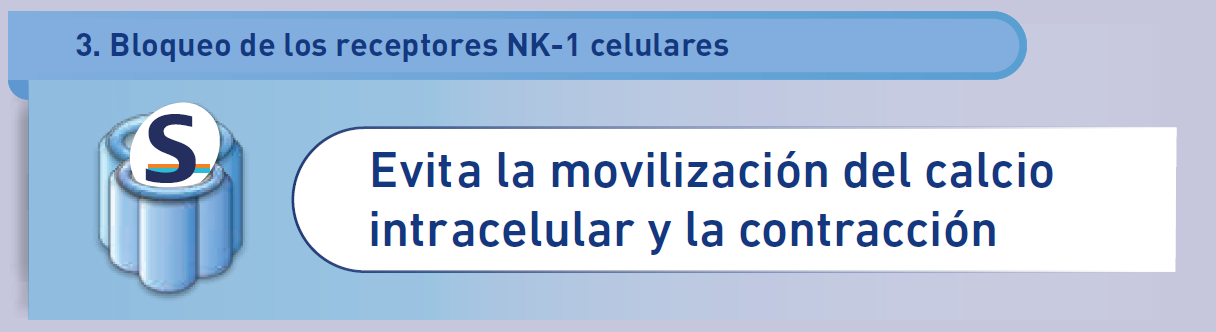 3. Bloqueo de los receptores NK-1 celulares
S
Evita la movilización del calcio
intracelular y la contracción